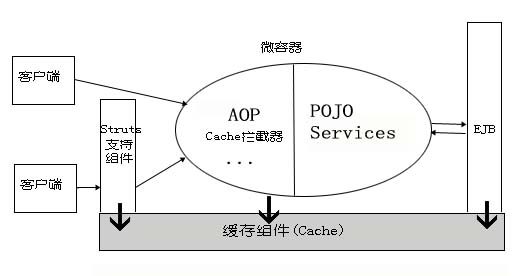 微容器
客户端
AOP
Cache拦截器
...
POJO
Services
Struts
支持
组件
EJB
客户端
缓存组件(Cache)